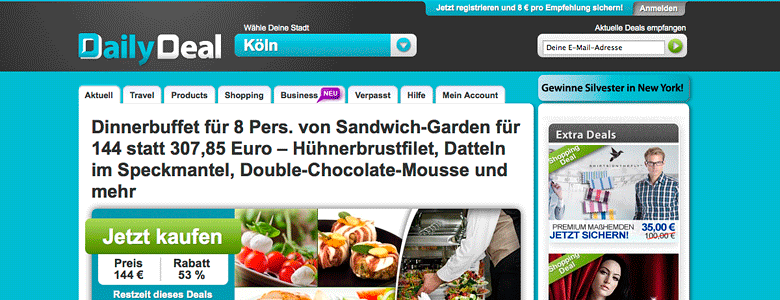 Jetzt registrieren und 8 € pro Empfehlung sichern!
Anmelden
DailyDeal
Wähle Deine Stadt
Köln
Aktuelle Deals empfangen
Deine E-Mail-Adresse
Aktuell
Travel
Products
Shopping
Business
NEU
Verpasst
Hilfe
Mein Account
Gewinne Silvester in New York!
Dinnerbuffet für 8 Pers. von Sandwich-Garden für
144 statt 307,85 Euro – Hühnerbrustfilet, Datteln
im Speckmantel, Double-Chocolate-Mousse und
mehr
Jetzt kaufen
Preis
Rabatt
144 €
53 %
Restzeit dieses Deals
Extra Deals
Shopping
Deal
PREMIUM MAßHEMDEN
JETZT SICHERN!
35,00 €
100,00 €
Shopping
Deal